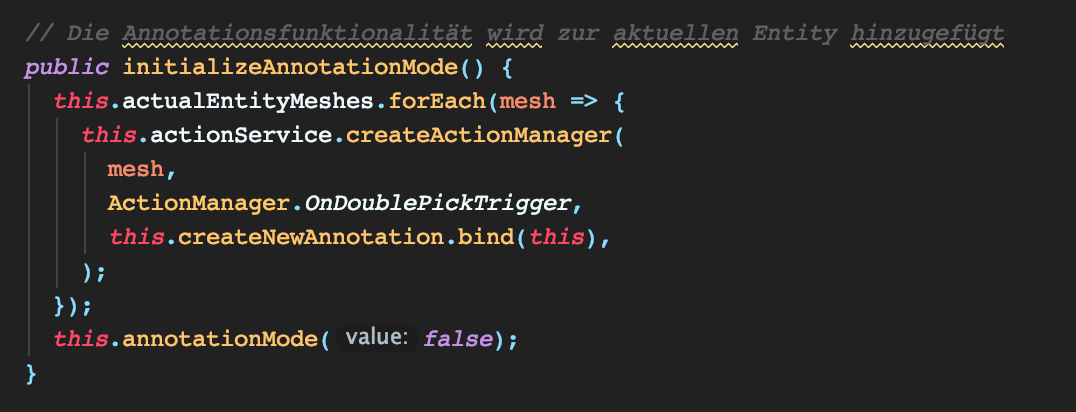 // Die Annotationsfunktionalität wird zur aktuellen Entity hinzugefügt
public initializeAnnotationMode() {
this.actualEntityMeshes.forEach(mesh => {
this.actionService.createActionManager(
mesh,
ActionManager.OnDoublePickTrigger,
this.createNewAnnotation.bind(this),
);
});
this.annotationMode( value: false);
}